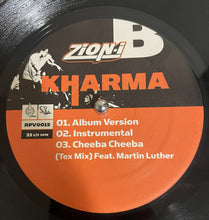 ZION-I B
KHARMA
01. Album Version
02. Instrumental
03. Cheeba Cheeba
(Tex Mix) Feat. Martin Luther
RPV0015
33 1/3 RPM